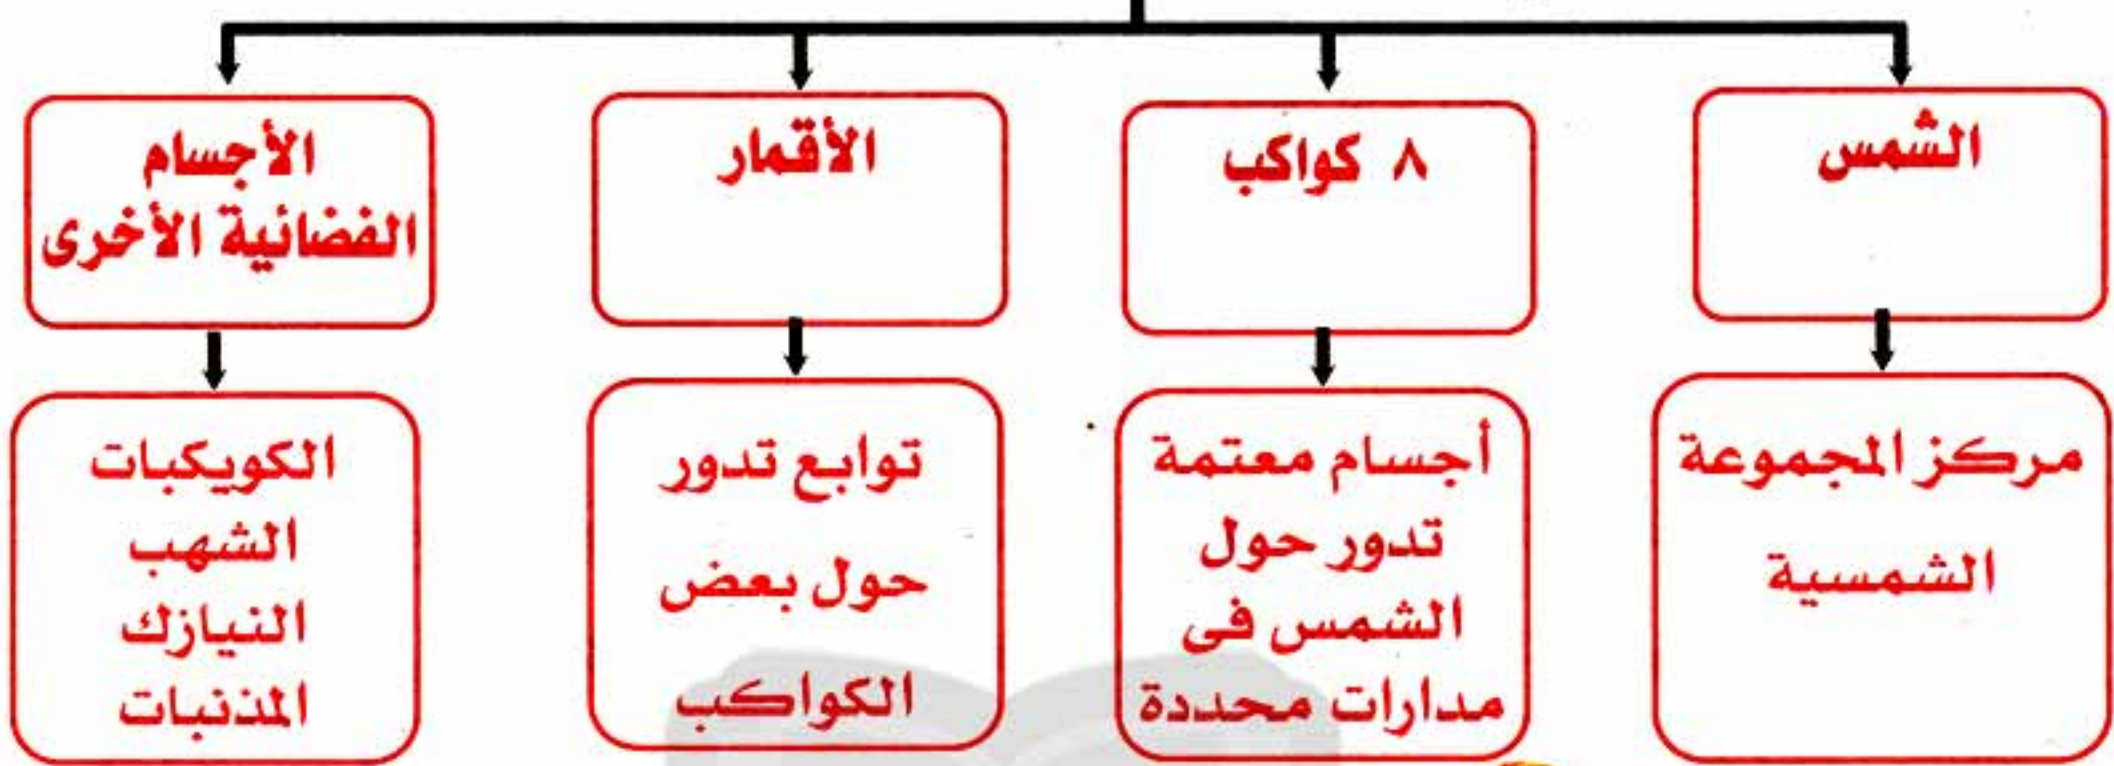 الشمس
٨ كواكب
الأقمار
الأجسام
الفضائية الأخرى
مركز المجموعة
الشمسية
أجسام معتمة
تدور حول
الشمس فى
مدارات محددة
توابع تدور
حول بعض
الكواكب
الكويكبات
الشهب
النيازك
المذنبات